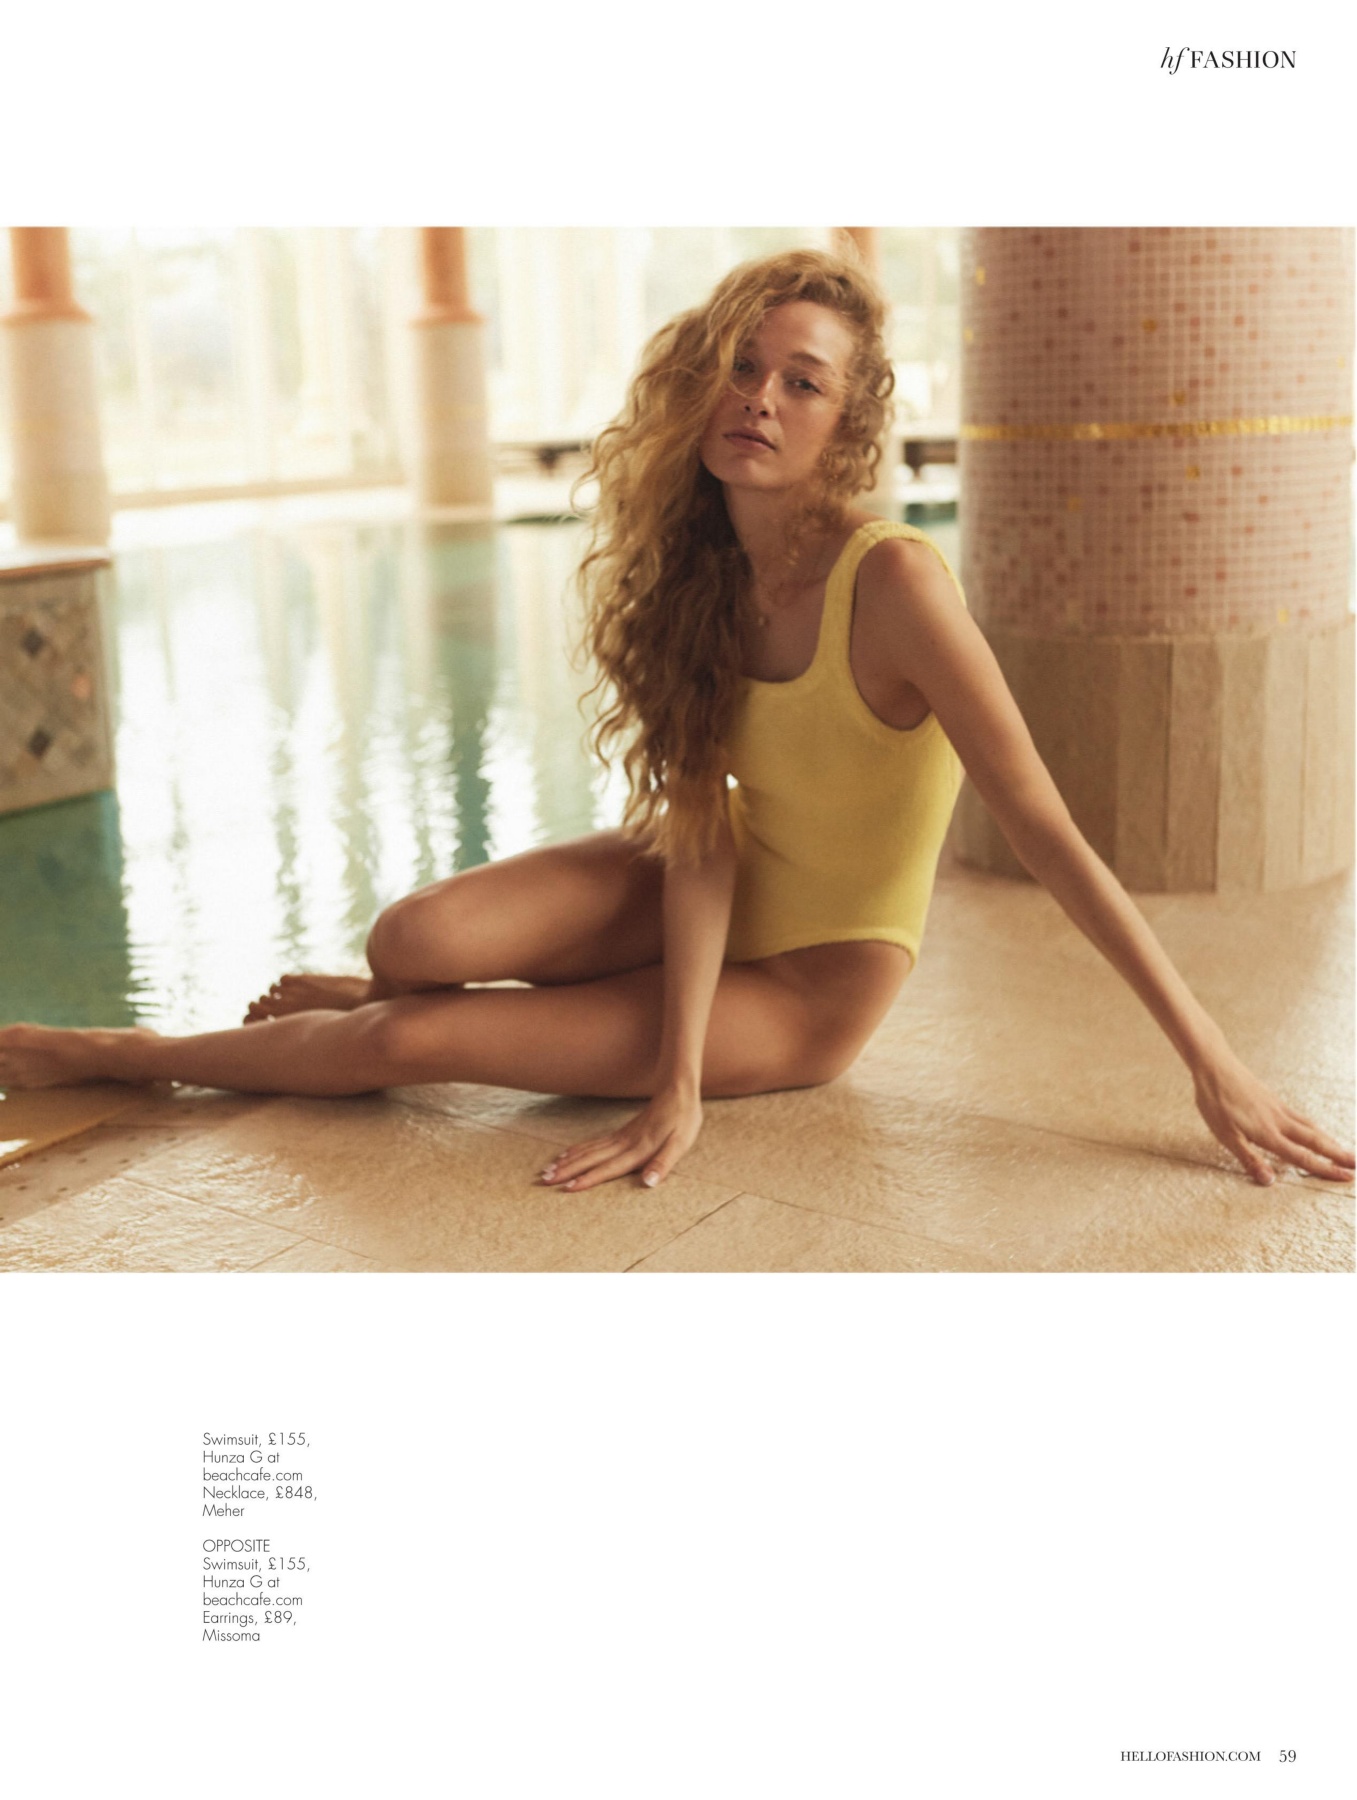 hf FASHION
Swimsuit, £155,
Hunza G at
beachcafe.com
Necklace, £848,
Meher
OPPOSITE
Swimsuit, £155,
Hunza G at
beachcafe.com
Earrings, £89,
Missoma
HELLOFASHION.COM 59